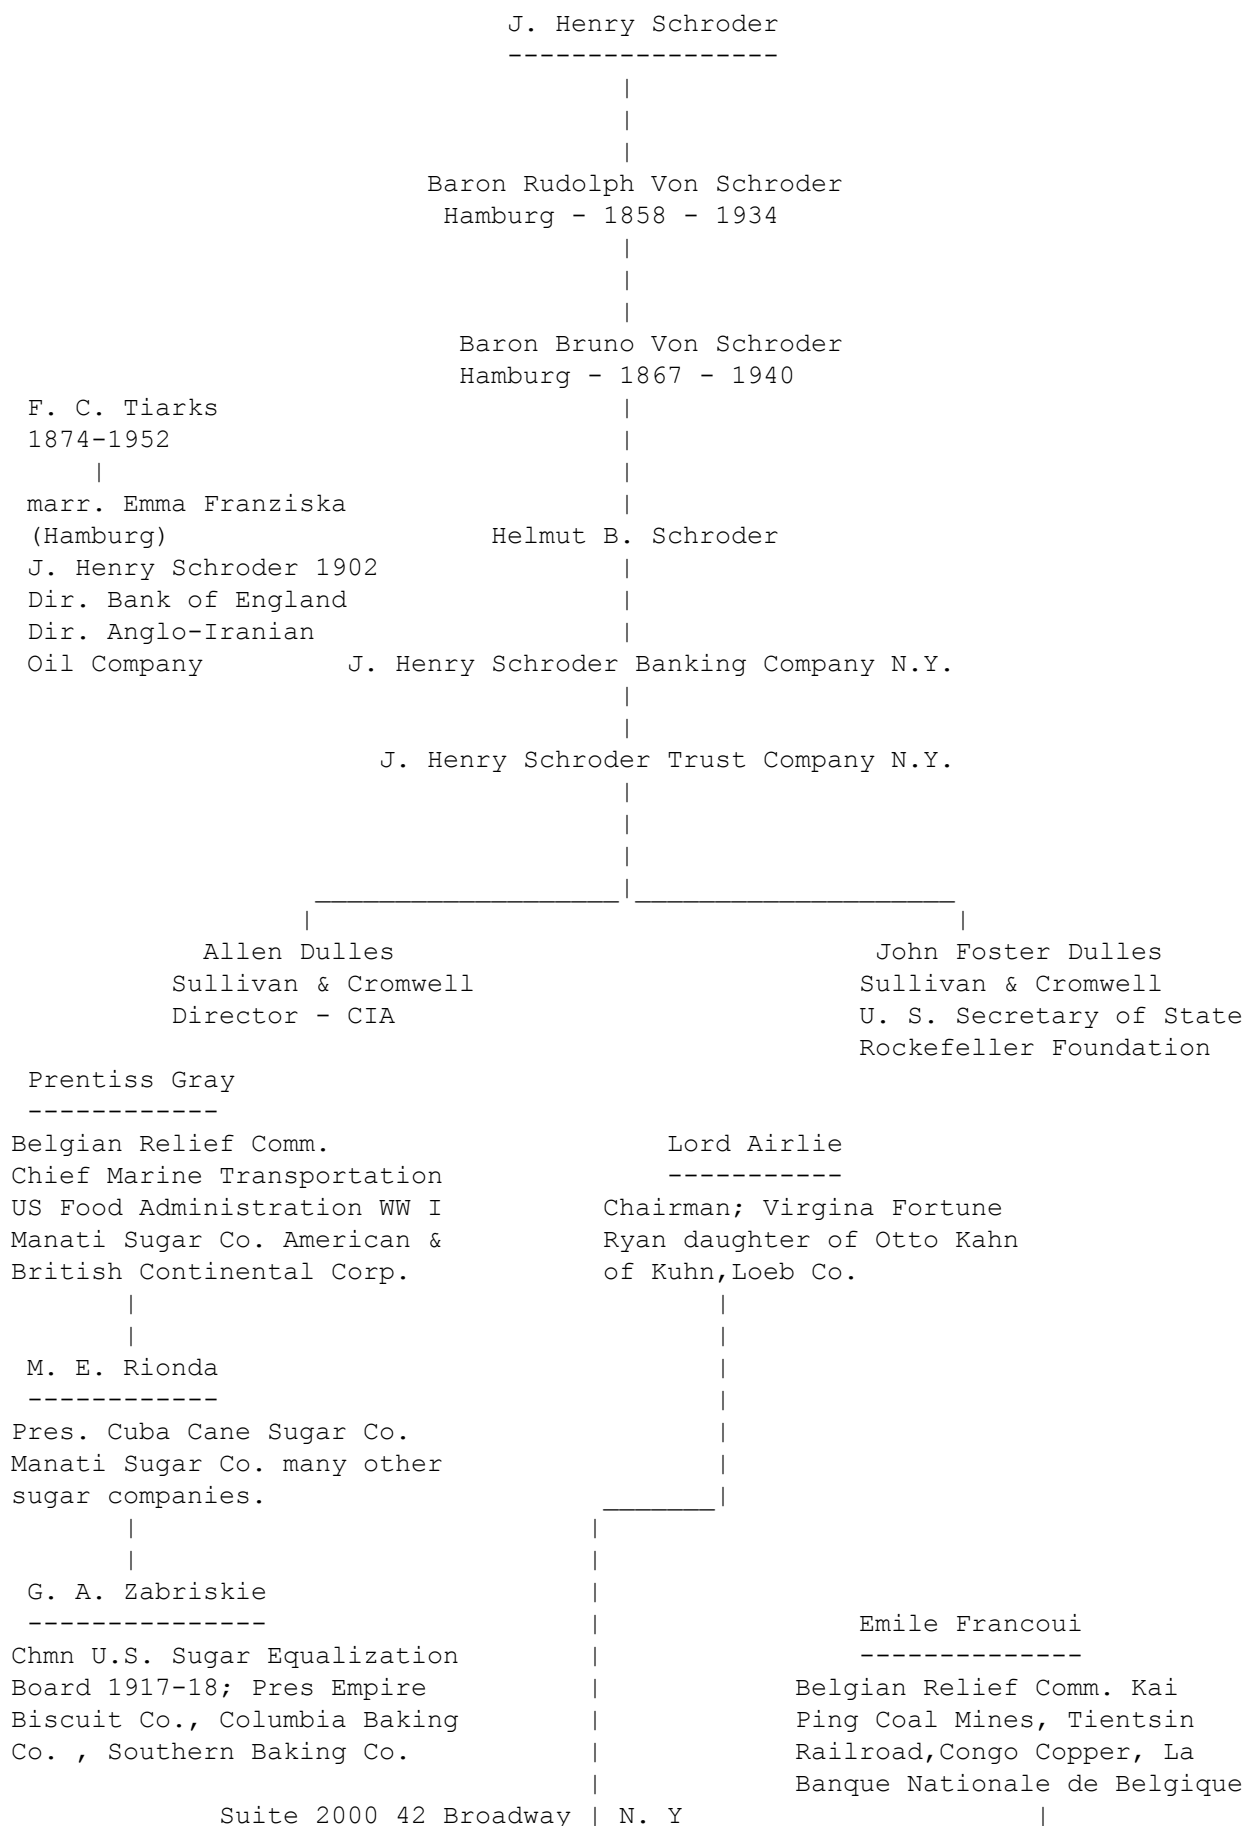 J. Henry Schroder
-----------------
Baron Rudolph Von Schroder
Hamburg - 1858 - 1934
Baron Bruno Von Schroder
Hamburg - 1867 - 1940
F. C. Tiarks
1874-1952
marr. Emma Franziska
(Hamburg)
Helmut B. Schroder
J. Henry Schroder 1902
Dir. Bank of England
Dir. Anglo-Iranian
Oil Company
J. Henry Schroder Banking Company N.Y.
J. Henry Schroder Trust Company N.Y.
Allen Dulles
Sullivan & Cromwell
Director - CIA
John Foster Dulles
Sullivan & Cromwell
U. S. Secretary of State
Rockefeller Foundation
Prentiss Gray
------------
Belgian Relief Comm.
Chief Marine Transportation
US Food Administration WW I
Manati Sugar Co. American &
British Continental Corp.
Lord Airlie
-----------
Chairman; Virgina Fortune
Ryan daughter of Otto Kahn
of Kuhn,Loeb Co.
M. E. Rionda
------------
Pres. Cuba Cane Sugar Co.
Manati Sugar Co. many other
sugar companies.
G. A. Zabriskie
---------------
Chmn U.S. Sugar Equalization
Board 1917-18; Pres Empire
Biscuit Co., Columbia Baking
Co. , Southern Baking Co.
Emile Francoui
--------------
Belgian Relief Comm. Kai
Ping Coal Mines, Tientsin
Railroad,Congo Copper, La
Banque Nationale de Belgique
Suite 2000 42 Broadway | N. Y